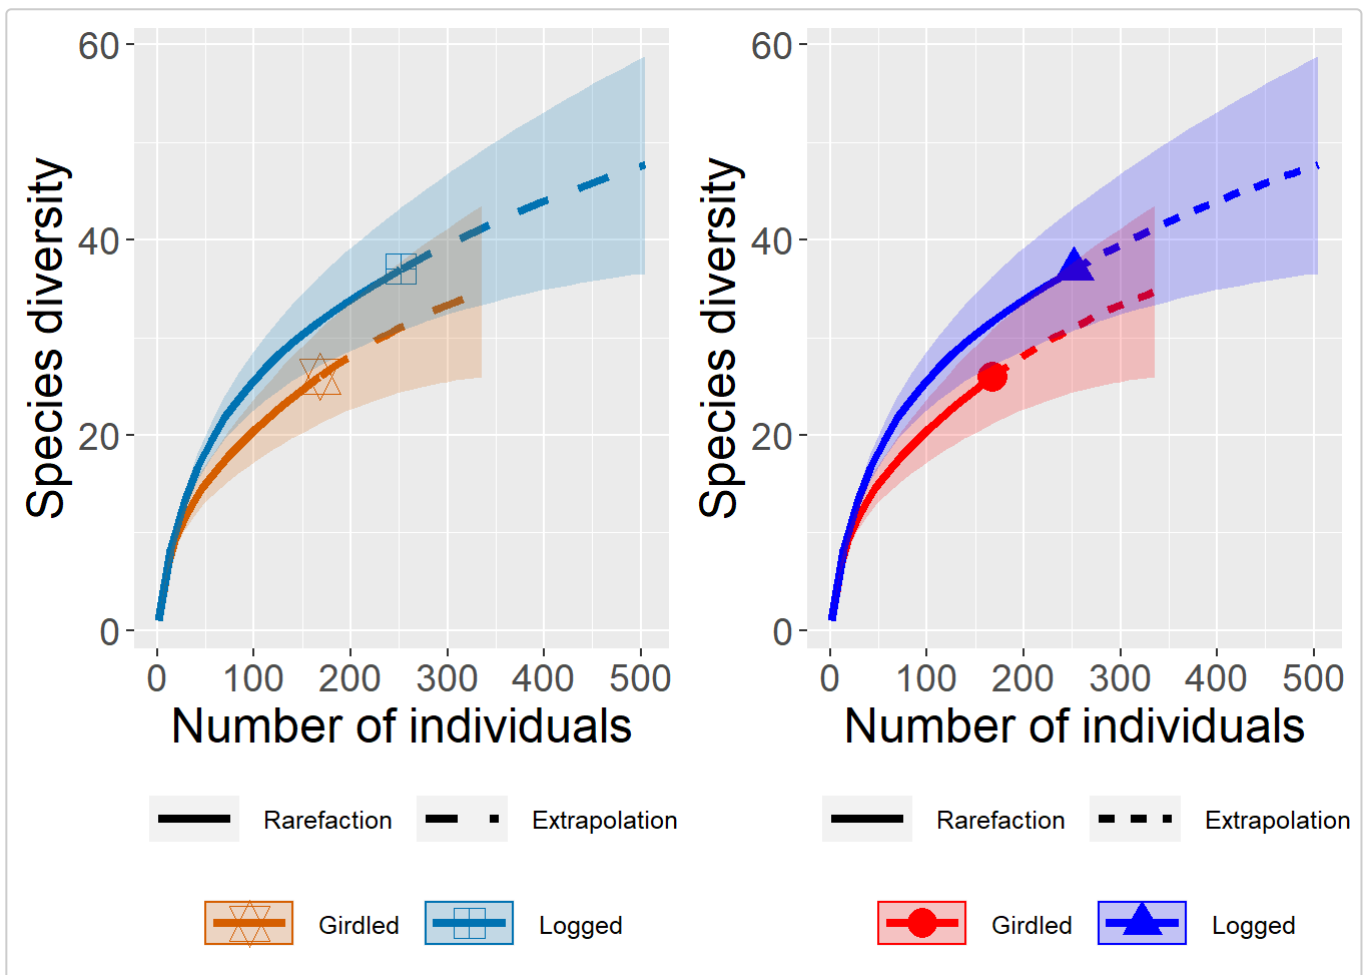 60
40
20
0
Species diversity
0 100 200 300 400 500
Number of individuals
Rarefaction Extrapolation
Girdled Logged
60
40
20
0
Species diversity
0 100 200 300 400 500
Number of individuals
Rarefaction Extrapolation
Girdled Logged